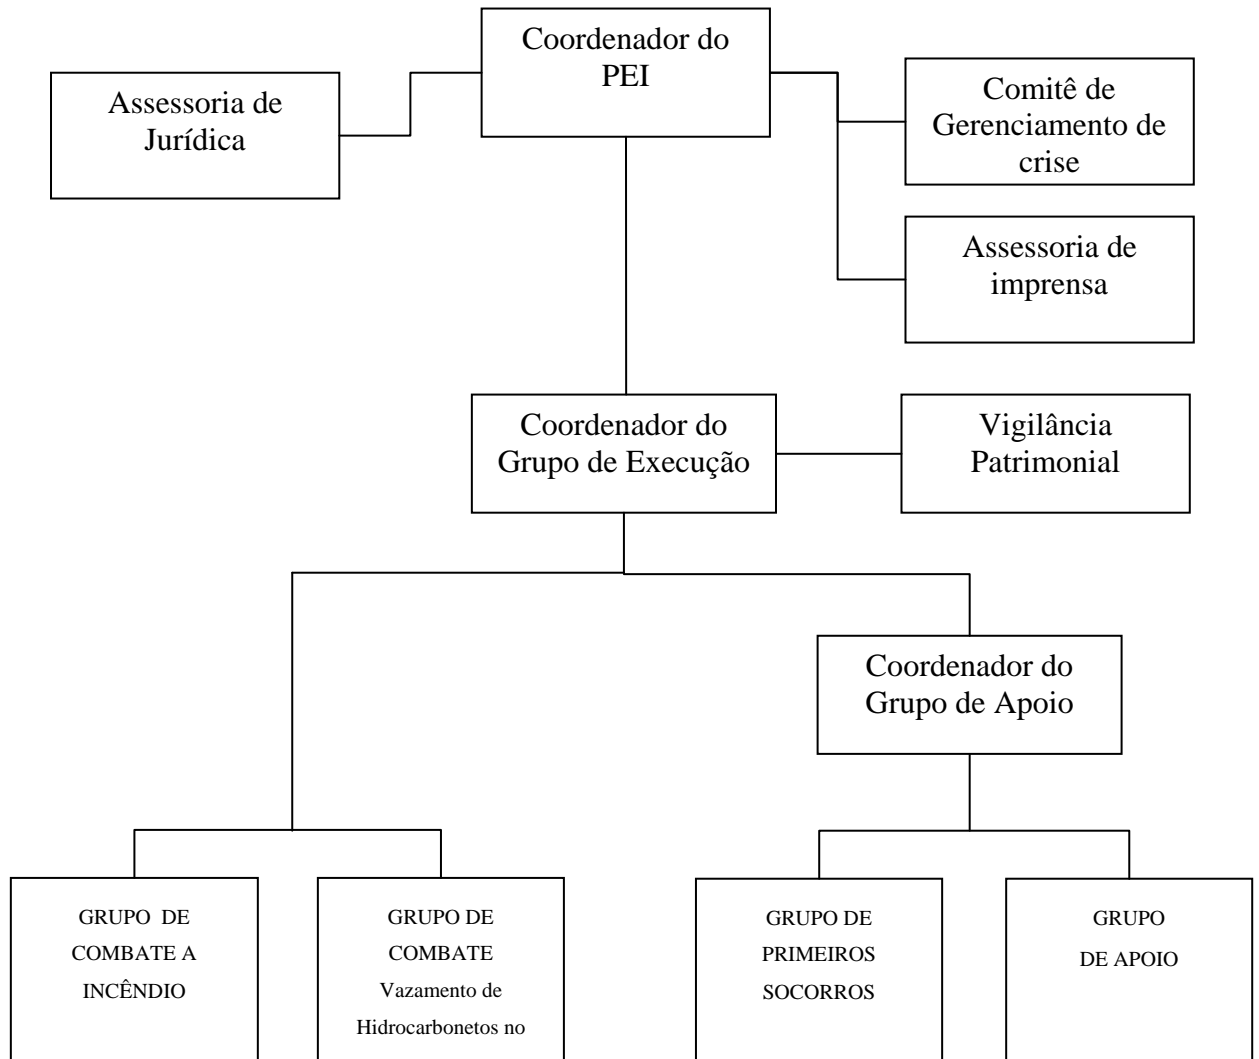 Coordenador do
PEI
Assessoria de
Jurídica
Comitê de
Gerenciamento de
crise
Assessoria de
imprensa
Coordenador do
Grupo de Execução
Vigilância
Patrimonial
Coordenador do
Grupo de Apoio
GRUPO DE
COMBATE A
INCÊNDIO
GRUPO DE
COMBATE
Vazamento de
Hidrocarbonetos no
GRUPO DE
PRIMEIROS
SOCORROS
GRUPO
DE APOIO